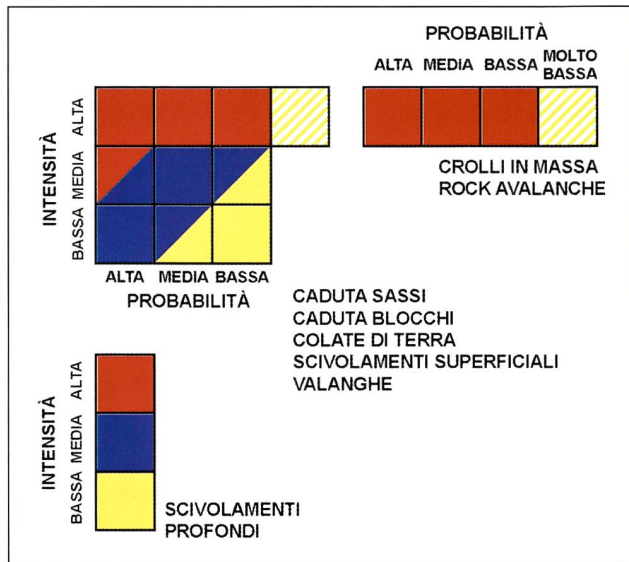 PROBABILITÀ
ALTA MEDIA BASSA MOLTO BASSA
INTENSITÀ
ALTA
MEDIA
BASSA
CROLLI IN MASSA
ROCK AVALANCHE
ALTA MEDIA BASSA
PROBABILITÀ
CADUTA SASSI
CADUTA BLOCCHI
COLATE DI TERRA
SCIVOLAMENTI SUPERFICIALI
VALANGHE
INTENSITÀ
ALTA
MEDIA
BASSA
SCIVOLAMENTI
PROFONDI